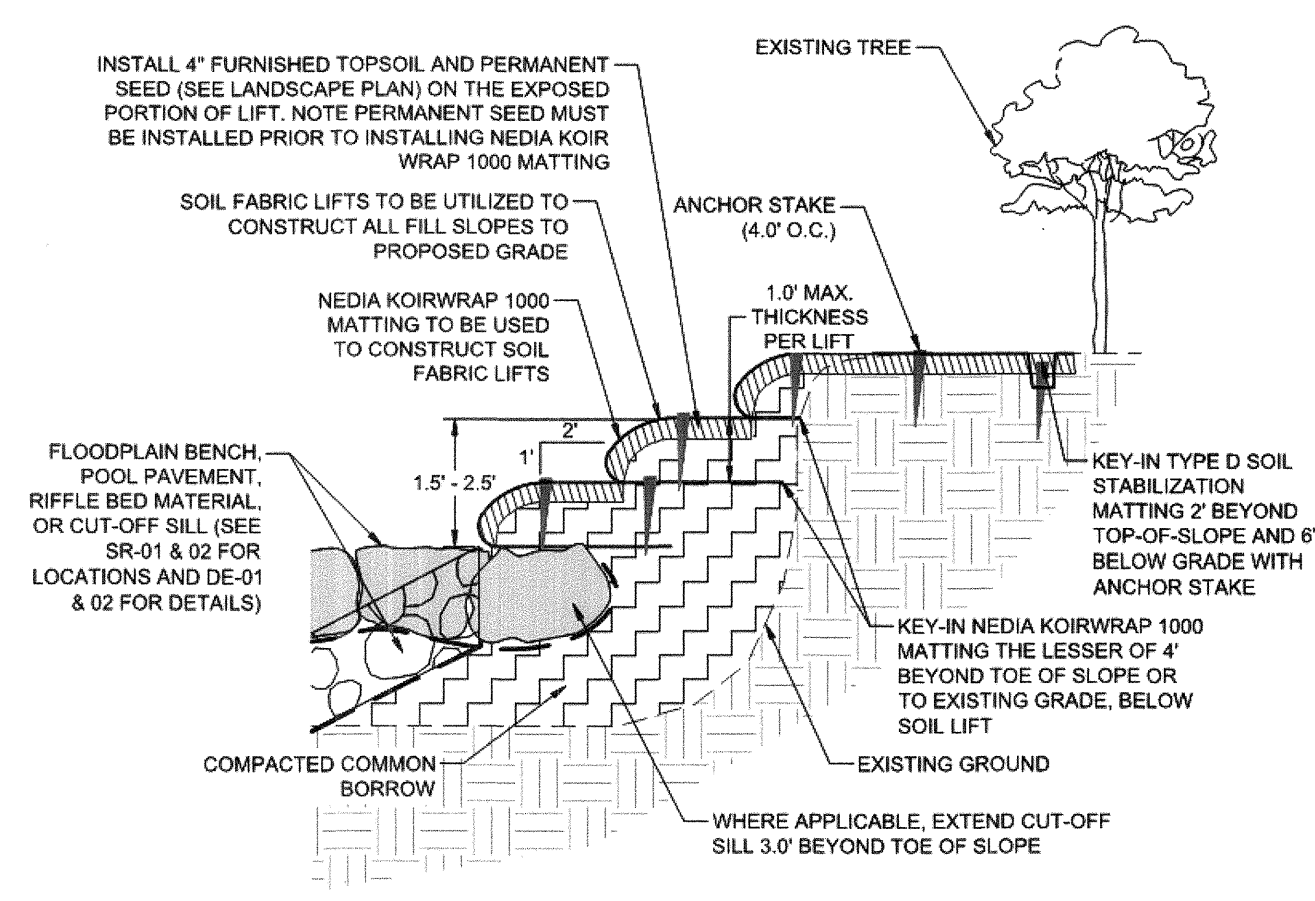 INSTALL 4" FURNISHED TOPSOIL AND PERMANENT
SEED (SEE LANDSCAPE PLAN) ON THE EXPOSED
PORTION OF LIFT. NOTE PERMANENT SEED MUST
BE INSTALLED PRIOR TO INSTALLING NEDIA KOIR
WRAP 1000 MATTING
EXISTING TREE
SOIL FABRIC LIFTS TO BE UTILIZED TO
CONSTRUCT ALL FILL SLOPES TO
PROPOSED GRADE
ANCHOR STAKE
(4.0' O.C.)
NEDIA KOIRWRAP 1000
MATTING TO BE USED
TO CONSTRUCT SOIL
FABRIC LIFTS
1.0' MAX.
THICKNESS
PER LIFT
2'
1'
1.5' - 2.5'
FLOODPLAIN BENCH,
POOL PAVEMENT,
RIFFLE BED MATERIAL,
OR CUT-OFF SILL (SEE
SR-01 & 02 FOR
LOCATIONS AND DE-01
& 02 FOR DETAILS)
KEY-IN TYPE D SOIL
STABILIZATION
MATTING 2' BEYOND
TOP-OF-SLOPE AND 6"
BELOW GRADE WITH
ANCHOR STAKE
KEY-IN NEDIA KOIRWRAP 1000
MATTING THE LESSER OF 4'
BEYOND TOE OF SLOPE OR
TO EXISTING GRADE, BELOW
SOIL LIFT
COMPACTED COMMON
BORROW
EXISTING GROUND
WHERE APPLICABLE, EXTEND CUT-OFF
SILL 3.0' BEYOND TOE OF SLOPE